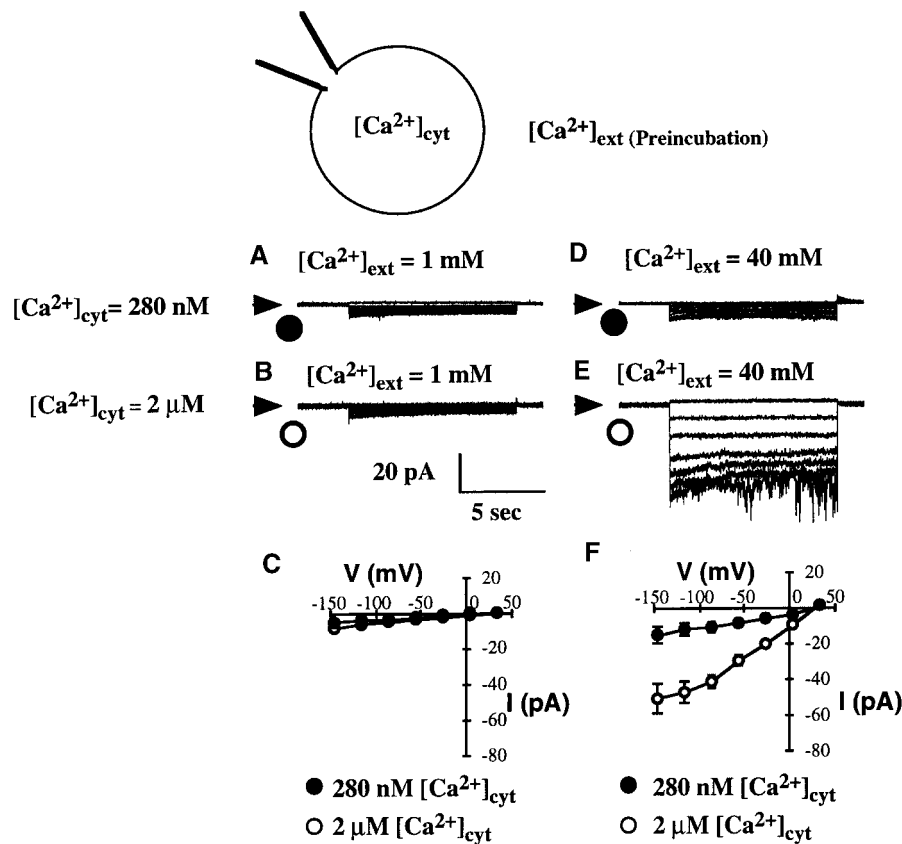 [Ca2+]cyt
[Ca2+]ext (Preincubation)
A [Ca2+]ext = 1 mM
D [Ca2+]ext = 40 mM
[Ca2+]cyt= 280 nM
B [Ca2+]ext = 1 mM
E [Ca2+]ext = 40 mM
[Ca2+]cyt = 2 μM
20 pA
5 sec
C
V (mV)
20
-150 -100 -50 0 50
-20
-40
-60
-80
I (pA)
F
V (mV)
20
-150 -100 -50 0 50
-20
-40
-60
-80
I (pA)
280 nM [Ca2+]cyt
2 μM [Ca2+]cyt
280 nM [Ca2+]cyt
2 μM [Ca2+]cyt